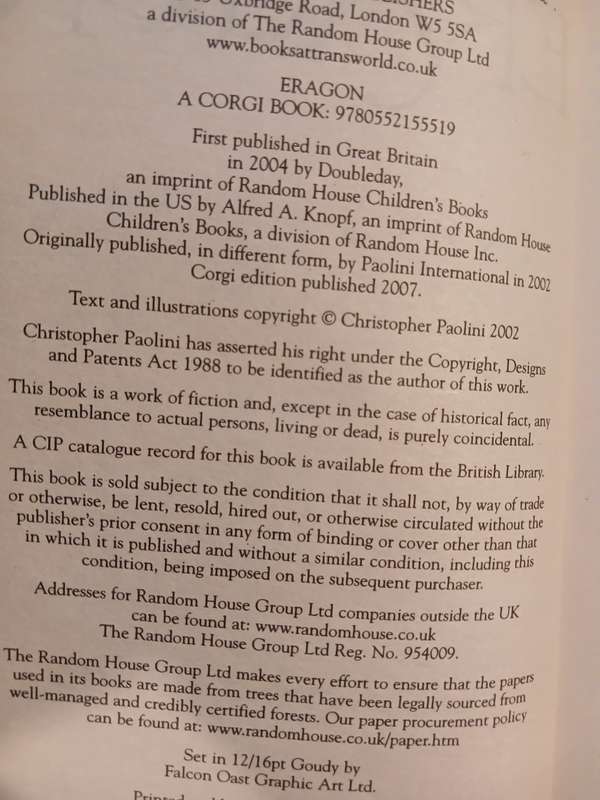 PUBLISHERS
Uxbridge Road, London W5 5SA
a division of The Random House Group Ltd
www.booksattransworld.co.uk
ERAGON
A CORGI BOOK: 9780552155519
First published in Great Britain
in 2004 by Doubleday,
an imprint of Random House Children's Books
Published in the US by Alfred A. Knopf, an imprint of Random House
Children's Books, a division of Random House Inc.
Originally published, in different form, by Paolini International in 2002
Corgi edition published 2007.
Text and illustrations copyright © Christopher Paolini 2002
Christopher Paolini has asserted his right under the Copyright, Designs
and Patents Act 1988 to be identified as the author of this work.
This book is a work of fiction and, except in the case of historical fact, any
resemblance to actual persons, living or dead, is purely coincidental.
A CIP catalogue record for this book is available from the British Library.
This book is sold subject to the condition that it shall not, by way of trade
or otherwise, be lent, resold, hired out, or otherwise circulated without the
publisher's prior consent in any form of binding or cover other than that
in which it is published and without a similar condition, including this
condition, being imposed on the subsequent purchaser.
Addresses for Random House Group Ltd companies outside the UK
can be found at: www.randomhouse.co.uk
The Random House Group Ltd Reg. No. 954009.
The Random House Group Ltd makes every effort to ensure that the papers
used in its books are made from trees that have been legally sourced from
well-managed and credibly certified forests. Our paper procurement policy
can be found at: www.randomhouse.co.uk/paper.htm
Set in 12/16pt Goudy by
Falcon Oast Graphic Art Ltd.
Printed